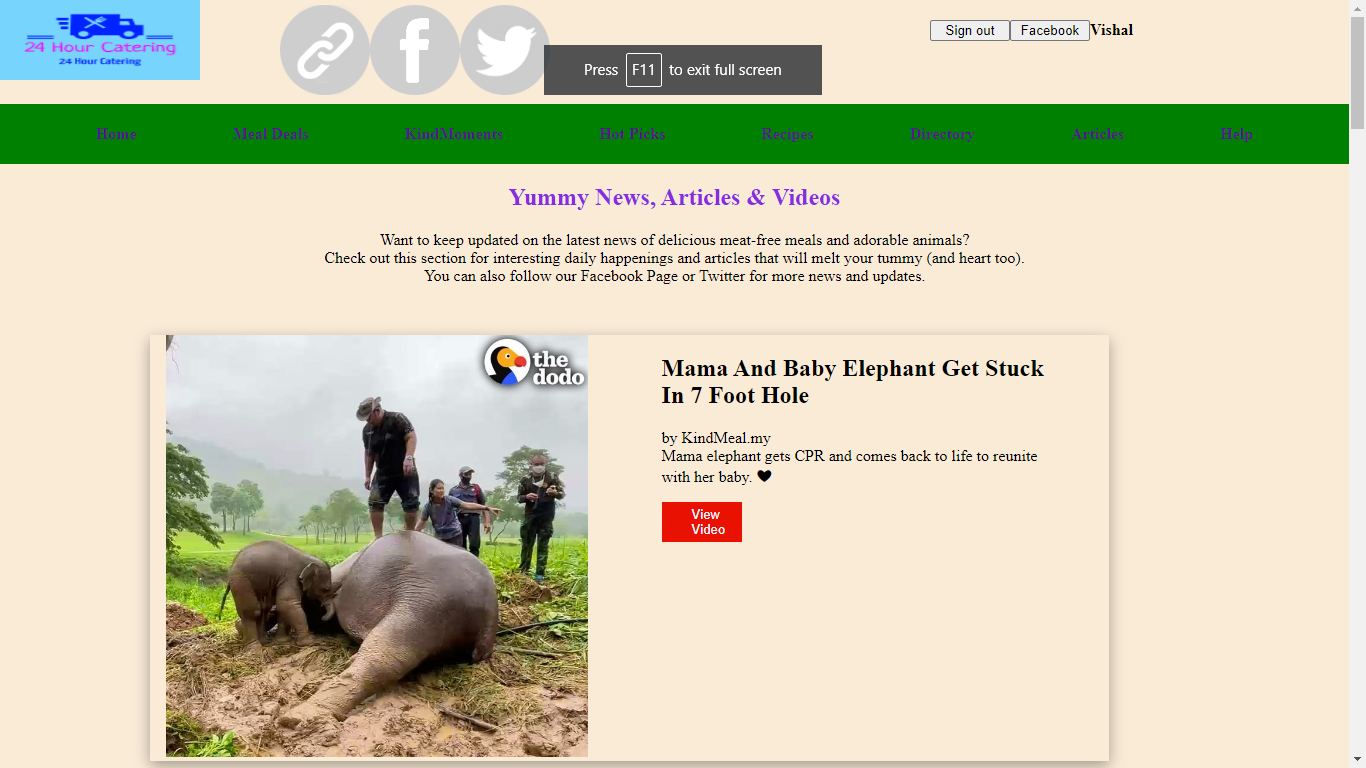 24 Hour Catering
24 Hour Catering
Press F11 to exit full screen
Sign out Facebook Vishal
Home Meal Deals KindMoments Hot Picks Recipes Directory Articles Help
Yummy News, Articles & Videos
Want to keep updated on the latest news of delicious meat-free meals and adorable animals?
Check out this section for interesting daily happenings and articles that will melt your tummy (and heart too).
You can also follow our Facebook Page or Twitter for more news and updates.
the
dodo
Mama And Baby Elephant Get Stuck
In 7 Foot Hole
by KindMeal.my
Mama elephant gets CPR and comes back to life to reunite
with her baby. 🖤
View
Video